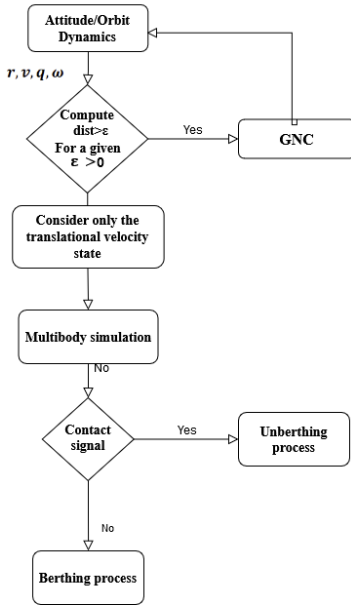 Attitude/Orbit
Dynamics
r, v, q, ω
Compute
dist>ε
For a given
ε >0
Yes
GNC
Consider only the
translational velocity
state
Multibody simulation
No
Contact
signal
Yes
Unberthing
process
No
Berthing process